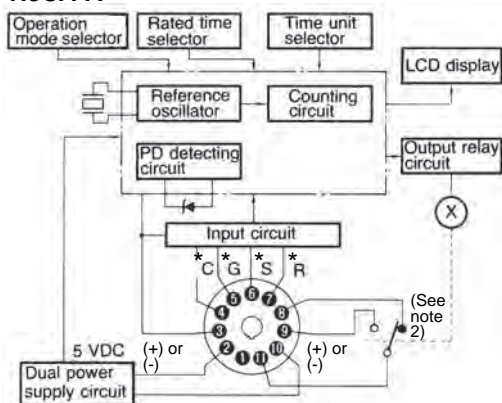 Operation
mode selector
Rated time
selector
Time unit
selector
LCD display
Reference
oscillator
Counting
circuit
PD detecting
circuit
Output relay
circuit
X
Input circuit
*C *G *S *R
4 5 6 7 8
3 9
2 1 11 10
(See
note
2)
5 VDC
(+) or
(-)
(+) or
(-)
Dual power
supply circuit